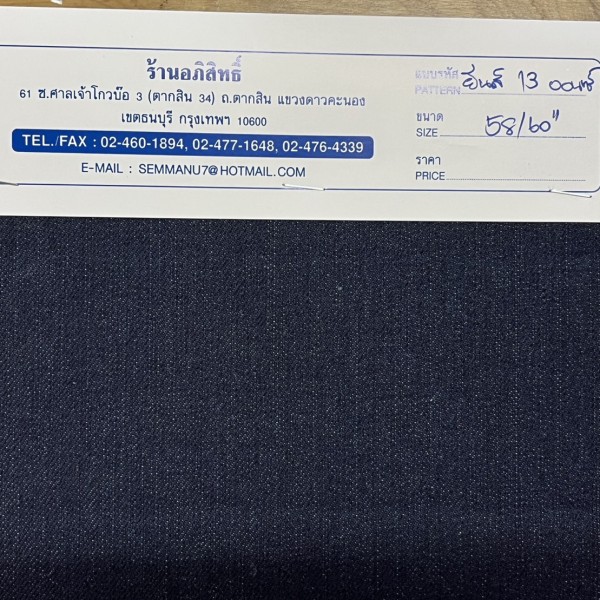 ร้านอภิสิทธิ์
61 ซ.ศาลเจ้าโกวบ๊อ 3 (ตากสิน 34) ถ.ตากสิน แขวงดาวคะนอง
เขตธนบุรี กรุงเทพฯ 10600
TEL./FAX : 02-460-1894, 02-477-1648, 02-476-4339
E-MAIL : SEMMANU7@HOTMAIL.COM
แบบรหัส
PATTERN ยีนส์ 13 ออนซ์
ขนาด
SIZE 58/60"
ราคา
PRICE